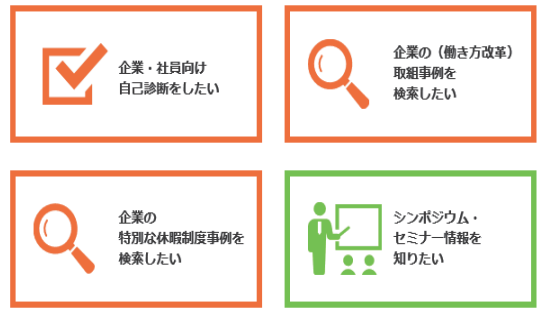 企業・社員向け
自己診断をしたい
企業の（働き方改革）
取組事例を
検索したい
企業の
特別な休暇制度事例を
検索したい
シンポジウム・
セミナー情報を
知りたい